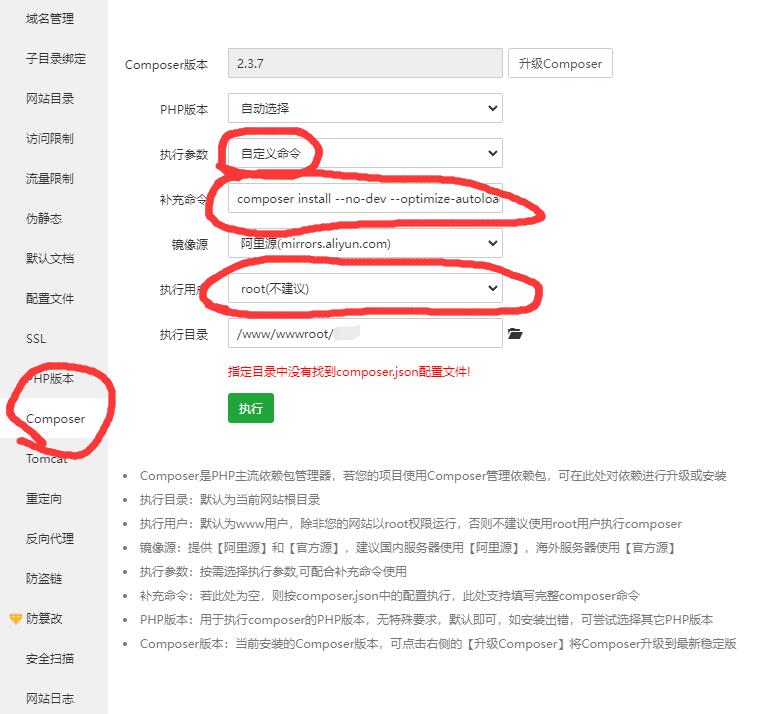 域名管理
子目录绑定
网站目录
访问限制
流量限制
伪静态
默认文档
配置文件
SSL
PHP版本
Composer
Tomcat
重定向
反向代理
防盗链
防篡改
安全扫描
网站日志
Composer版本 2.3.7 升级Composer
PHP版本 自动选择
执行参数 自定义命令
补充命令 composer install --no-dev --optimize-autoloa
镜像源 阿里源(mirrors.aliyun.com)
执行用户 root(不建议)
执行目录 /www/wwwroot/
指定目录中没有找到composer.json配置文件!
执行
Composer是PHP主流依赖包管理器，若您的项目使用Composer管理依赖包，可在此处对依赖进行升级或安装
执行目录：默认为当前网站根目录
执行用户：默认为www用户，除非您的网站以root权限运行，否则不建议使用root用户执行composer
镜像源：提供【阿里源】和【官方源】，建议国内服务器使用【阿里源】，海外服务器使用【官方源】
执行参数：按需选择执行参数,可配合补充命令使用
补充命令：若此处为空，则按composer.json中的配置执行，此处支持填写完整composer命令
PHP版本：用于执行composer的PHP版本，无特殊要求，默认即可，如安装出错，可尝试选择其它PHP版本
Composer版本：当前安装的Composer版本，可点击右侧的【升级Composer】将Composer升级到最新稳定版